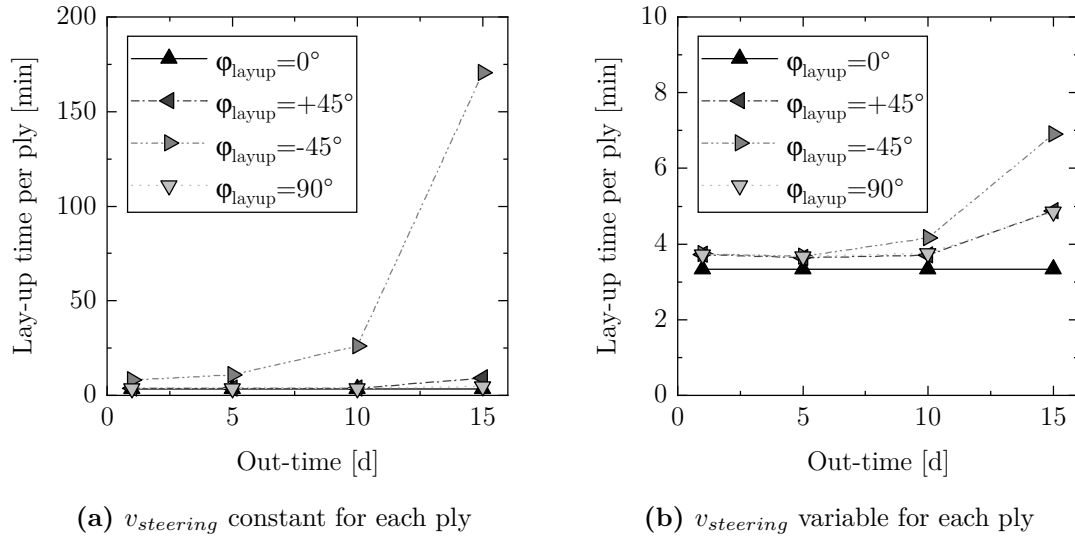 200
150
100
50
0
0
5
10
15
Lay-up time per ply [min]
Out-time [d]
φlayup=0°
φlayup=+45°
φlayup=-45°
φlayup=90°
(a) vsteering constant for each ply
10
8
6
4
2
0
0
5
10
15
Lay-up time per ply [min]
Out-time [d]
φlayup=0°
φlayup=+45°
φlayup=-45°
φlayup=90°
(b) vsteering variable for each ply